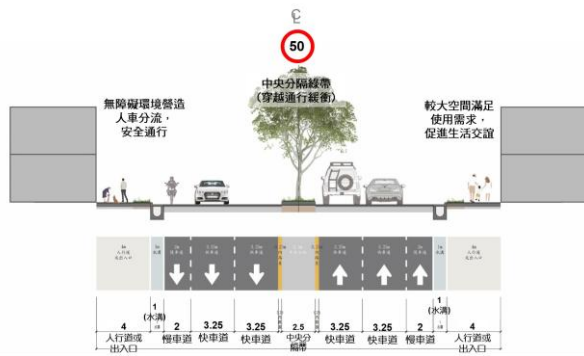 ℄
50
中央分隔綠帶
(穿越通行緩衝)
無障礙環境營造
人車分流，
安全通行
較大空間滿足
使用需求，
促進生活交誼
1
(水溝)
4
人行道或
出入口
2
慢車道
3.25
快車道
3.25
快車道
2.5
中央分
隔綠帶
3.25
快車道
3.25
快車道
2
慢車道
1
(水溝)
4
人行道或
出入口